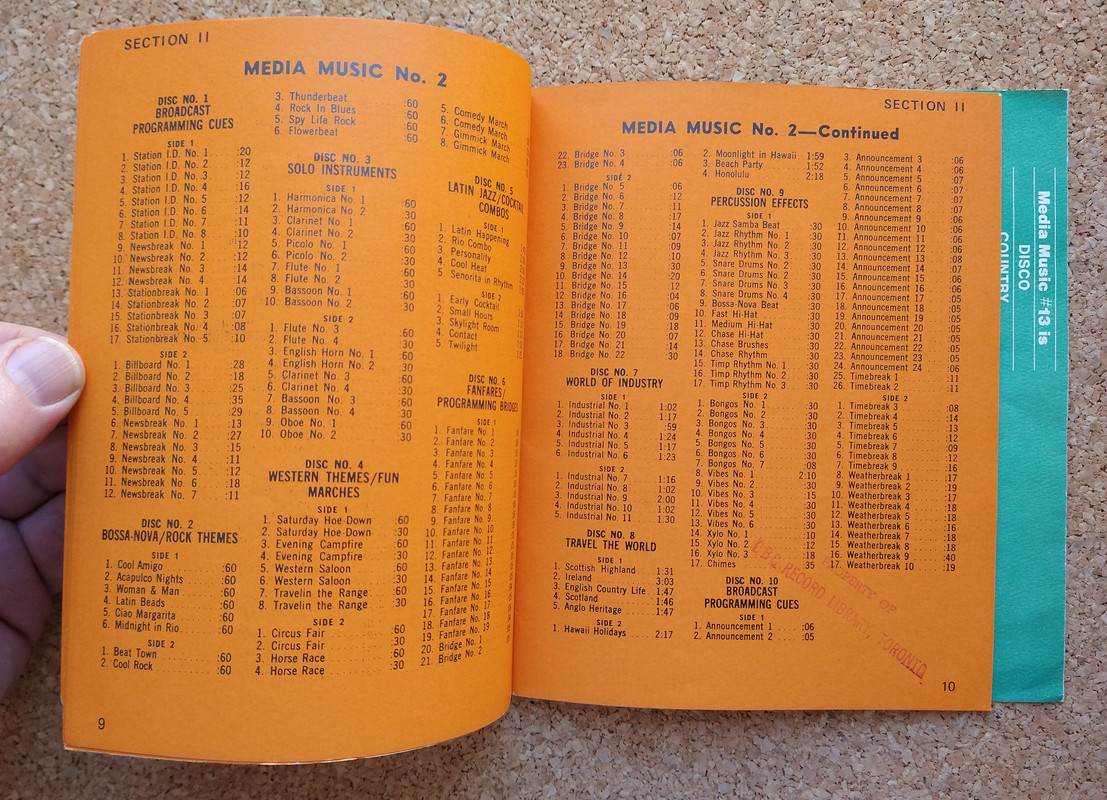 SECTION II
MEDIA MUSIC No. 2
DISC NO. 1
BROADCAST
PROGRAMMING CUES
SIDE 1
1. Station I.D. No. 1 :20
2. Station I.D. No. 2 :12
3. Station I.D. No. 3 :12
4. Station I.D. No. 4 :16
5. Station I.D. No. 5 :12
6. Station I.D. No. 6 :14
7. Station I.D. No. 7 :11
8. Station I.D. No. 8 :10
9. Newsbreak No. 1 :12
10. Newsbreak No. 2 :12
11. Newsbreak No. 3 :14
12. Newsbreak No. 4 :14
13. Stationbreak No. 1 :06
14. Stationbreak No. 2 :07
15. Stationbreak No. 3 :07
16. Stationbreak No. 4 :08
17. Stationbreak No. 5 :10
SIDE 2
1. Billboard No. 1 :28
2. Billboard No. 2 :18
3. Billboard No. 3 :25
4. Billboard No. 4 :35
5. Billboard No. 5 :29
6. Newsbreak No. 1 :13
7. Newsbreak No. 2 :27
8. Newsbreak No. 3 :15
9. Newsbreak No. 4 :11
10. Newsbreak No. 5 :12
11. Newsbreak No. 6 :18
12. Newsbreak No. 7 :11
DISC NO. 2
BOSSA-NOVA/ROCK THEMES
SIDE 1
1. Cool Amigo :60
2. Acapulco Nights :60
3. Woman & Man :60
4. Latin Beads :60
5. Ciao Margarita :60
6. Midnight in Rio :60
SIDE 2
1. Beat Town :60
2. Cool Rock :60
9
3. Thunderbeat :60
4. Rock In Blues :60
5. Spy Life Rock :60
6. Flowerbeat :60
DISC NO. 3
SOLO INSTRUMENTS
SIDE 1
1. Harmonica No. 1 :60
2. Harmonica No. 2 :30
3. Clarinet No. 1 :60
4. Clarinet No. 2 :30
5. Picolo No. 1 :60
6. Picolo No. 2 :30
7. Flute No. 1 :60
8. Flute No. 2 :30
9. Bassoon No. 1 :60
10. Bassoon No. 2 :30
SIDE 2
1. Flute No. 3 :60
2. Flute No. 4 :30
3. English Horn No. 1 :60
4. English Horn No. 2 :30
5. Clarinet No. 3 :60
6. Clarinet No. 4 :30
7. Bassoon No. 3 :60
8. Bassoon No. 4 :30
9. Oboe No. 1 :60
10. Oboe No. 2 :30
DISC NO. 4
WESTERN THEMES/FUN
MARCHES
SIDE 1
1. Saturday Hoe-Down :60
2. Saturday Hoe-Down :30
3. Evening Campfire :60
4. Evening Campfire :30
5. Western Saloon :60
6. Western Saloon :30
7. Travelin the Range :60
8. Travelin the Range :30
SIDE 2
1. Circus Fair :60
2. Circus Fair :30
3. Horse Race :60
4. Horse Race :30
5. Comedy March
6. Comedy March
7. Gimmick March
8. Gimmick March
DISC NO. 5
LATIN JAZZ/COCKTAIL
COMBOS
SIDE 1
1. Latin Happening
2. Rio Combo
3. Personality
4. Cool Heat
5. Senorita in Rhythm
SIDE 2
1. Early Cocktail
2. Small Hours
3. Skylight Room
4. Contact
5. Twilight
DISC NO. 6
FANFARES/
PROGRAMMING BRIDGES
SIDE 1
1. Fanfare No. 1
2. Fanfare No. 2
3. Fanfare No. 3
4. Fanfare No. 4
5. Fanfare No. 5
6. Fanfare No. 6
7. Fanfare No. 7
8. Fanfare No. 8
9. Fanfare No. 9
10. Fanfare No. 10
11. Fanfare No. 11
12. Fanfare No. 12
13. Fanfare No. 13
14. Fanfare No. 14
15. Fanfare No. 15
16. Fanfare No. 16
17. Fanfare No. 17
18. Fanfare No. 18
19. Fanfare No. 19
20. Bridge No. 1
21. Bridge No. 2
SECTION II
MEDIA MUSIC No. 2—Continued
22. Bridge No. 3 :06
23. Bridge No. 4 :06
SIDE 2
1. Bridge No. 5 :06
2. Bridge No. 6 :12
3. Bridge No. 7 :11
4. Bridge No. 8 :17
5. Bridge No. 9 :14
6. Bridge No. 10 :07
7. Bridge No. 11 :09
8. Bridge No. 12 :10
9. Bridge No. 13 :30
10. Bridge No. 14 :20
11. Bridge No. 15 :12
12. Bridge No. 16 :04
13. Bridge No. 17 :06
14. Bridge No. 18 :09
15. Bridge No. 19 :18
16. Bridge No. 20 :07
17. Bridge No. 21 :14
18. Bridge No. 22 :30
DISC NO. 7
WORLD OF INDUSTRY
SIDE 1
1. Industrial No. 1 1:02
2. Industrial No. 2 1:17
3. Industrial No. 3 :59
4. Industrial No. 4 1:24
5. Industrial No. 5 1:17
6. Industrial No. 6 1:23
SIDE 2
1. Industrial No. 7 1:16
2. Industrial No. 8 1:02
3. Industrial No. 9 2:00
4. Industrial No. 10 1:02
5. Industrial No. 11 1:30
DISC NO. 8
TRAVEL THE WORLD
SIDE 1
1. Scottish Highland 1:31
2. Ireland 3:03
3. English Country Life 1:47
4. Scotland 1:46
5. Anglo Heritage 1:47
SIDE 2
1. Hawaii Holidays 2:17
2. Moonlight in Hawaii 1:59
3. Beach Party 1:52
4. Honolulu 2:18
DISC NO. 9
PERCUSSION EFFECTS
SIDE 1
1. Jazz Samba Beat :30
2. Jazz Rhythm No. 1 :30
3. Jazz Rhythm No. 2 :30
4. Jazz Rhythm No. 3 :30
5. Snare Drums No. 1 :30
6. Snare Drums No. 2 :30
7. Snare Drums No. 3 :30
8. Snare Drums No. 4 :30
9. Bossa-Nova Beat :30
10. Fast Hi-Hat :30
11. Medium Hi-Hat :30
12. Chase Hi-Hat :30
13. Chase Brushes :30
14. Chase Rhythm :30
15. Timp Rhythm No. 1 :30
16. Timp Rhythm No. 2 :30
17. Timp Rhythm No. 3 :30
SIDE 2
1. Bongos No. 1 :30
2. Bongos No. 2 :30
3. Bongos No. 3 :30
4. Bongos No. 4 :30
5. Bongos No. 5 :30
6. Bongos No. 6 :30
7. Bongos No. 7 :08
8. Vibes No. 1 2:10
9. Vibes No. 2 :30
10. Vibes No. 3 :15
11. Vibes No. 4 :30
12. Vibes No. 5 :30
13. Vibes No. 6 :30
14. Xylo No. 1 :10
15. Xylo No. 2 :12
16. Xylo No. 3 :18
17. Chimes :35
DISC NO. 10
BROADCAST
PROGRAMMING CUES
SIDE 1
1. Announcement 1 :06
2. Announcement 2 :05
3. Announcement 3 :06
4. Announcement 4 :06
5. Announcement 5 :07
6. Announcement 6 :07
7. Announcement 7 :07
8. Announcement 8 :07
9. Announcement 9 :06
10. Announcement 10 :06
11. Announcement 11 :06
12. Announcement 12 :06
13. Announcement 13 :08
14. Announcement 14 :07
15. Announcement 15 :06
16. Announcement 16 :06
17. Announcement 17 :05
18. Announcement 18 :05
19. Announcement 19 :05
20. Announcement 20 :05
21. Announcement 21 :05
22. Announcement 22 :05
23. Announcement 23 :05
24. Announcement 24 :06
25. Timebreak 1 :11
26. Timebreak 2 :11
SIDE 2
1. Timebreak 3 :08
2. Timebreak 4 :14
3. Timebreak 5 :13
4. Timebreak 6 :12
5. Timebreak 7 :09
6. Timebreak 8 :12
7. Timebreak 9 :16
8. Weatherbreak 1 :17
9. Weatherbreak 2 :19
10. Weatherbreak 3 :17
11. Weatherbreak 4 :18
12. Weatherbreak 5 :18
13. Weatherbreak 6 :16
14. Weatherbreak 7 :18
15. Weatherbreak 8 :18
16. Weatherbreak 9 :40
17. Weatherbreak 10 :19
PROPERTY OF
RECORD LIBRARY, TORONTO
10
Media Music #13 is
DISCO
COUNTRY